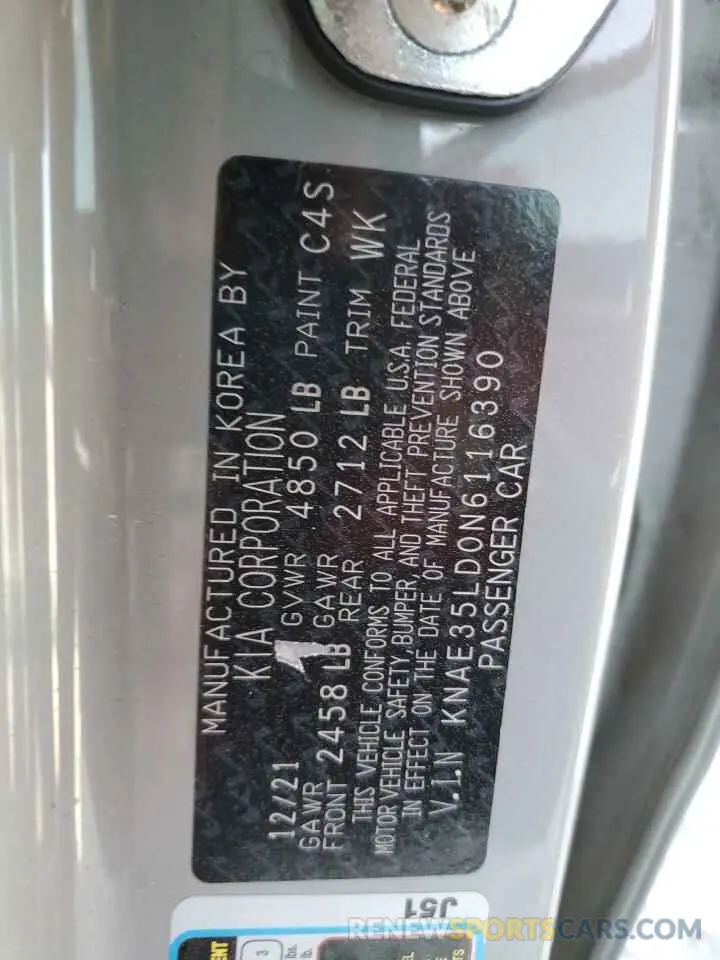 MANUFACTURED IN KOREA BY
KIA CORPORATION
12/21 GVWR 4850 LB PAINT C4S
GAWR FRONT 2458 LB GAWR REAR 2712 LB TRIM WK
THIS VEHICLE CONFORMS TO ALL APPLICABLE U.S.A. FEDERAL
MOTOR VEHICLE SAFETY, BUMPER, AND THEFT PREVENTION STANDARDS
IN EFFECT ON THE DATE OF MANUFACTURE SHOWN ABOVE
V.I.N KNAE35LD0N6116390
PASSENGER CAR
J51
3
RENEWSPORTSCARS.COM